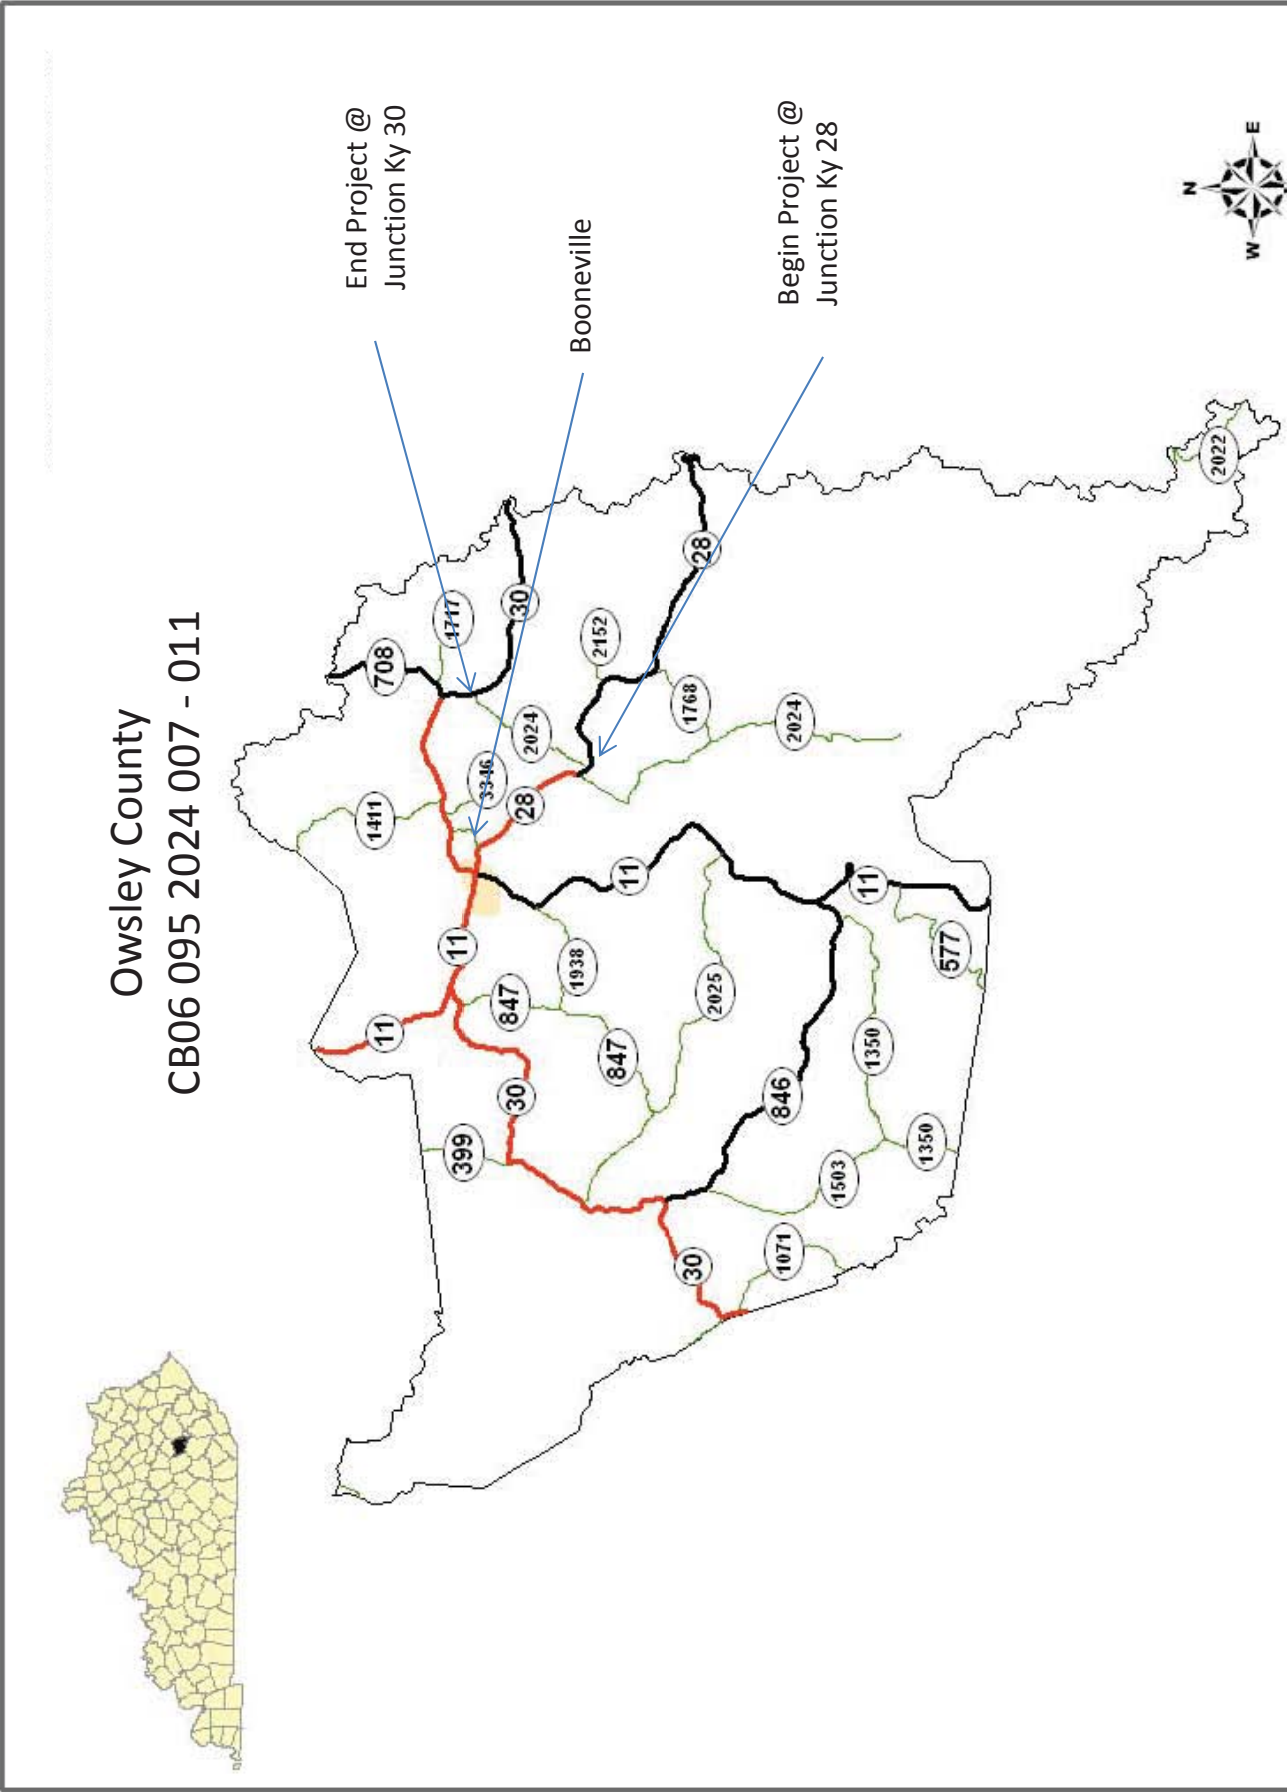 Owsley County
CB06 095 2024 007 - 011
End Project @
Junction Ky 30
11
1411
708
399
11
1717
847
30
3346
28
2024
30
Booneville
1938
847
11
2152
30
2025
1768
28
Begin Project @
Junction Ky 28
1071
846
2024
1503
1350
11
1350
577
N
2022
W
E